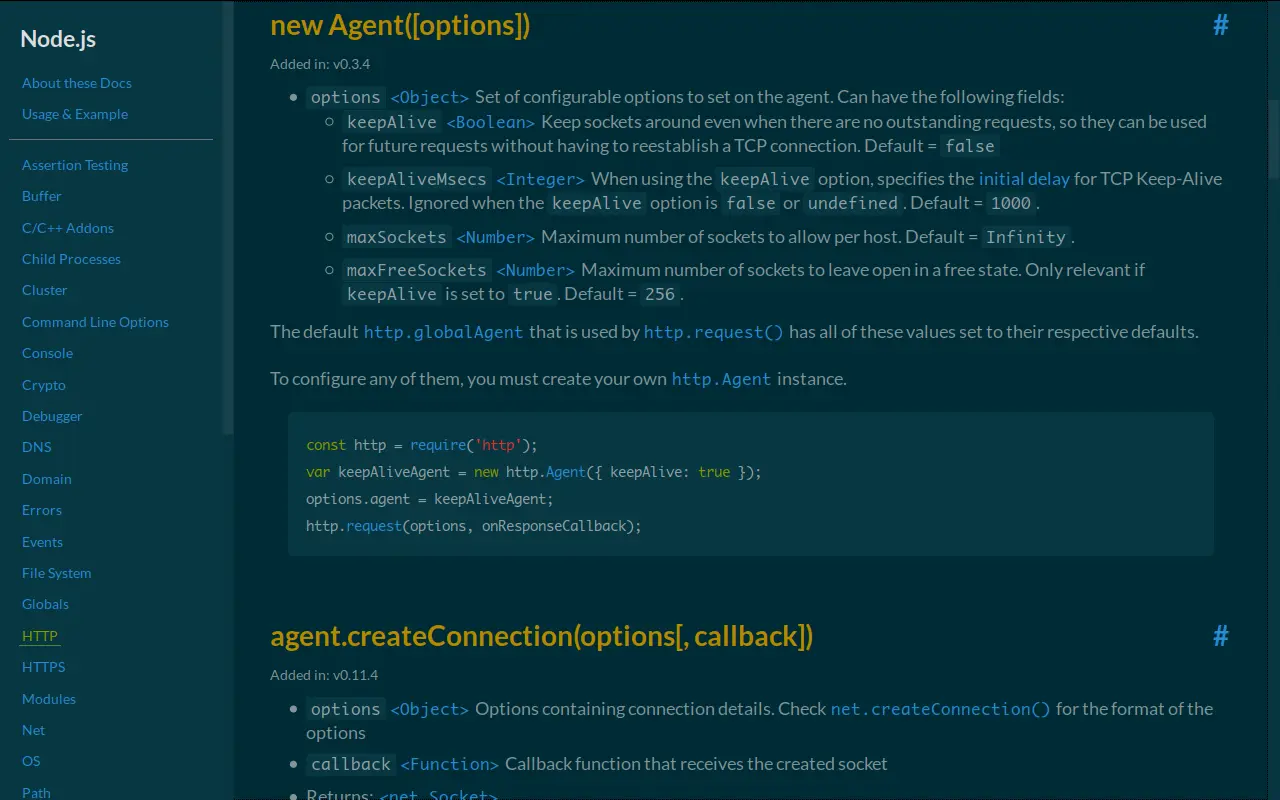 Node.js
About these Docs
Usage & Example
Assertion Testing
Buffer
C/C++ Addons
Child Processes
Cluster
Command Line Options
Console
Crypto
Debugger
DNS
Domain
Errors
Events
File System
Globals
HTTP
HTTPS
Modules
Net
OS
Path
new Agent([options])
#
Added in: v0.3.4
options <Object> Set of configurable options to set on the agent. Can have the following fields:
keepAlive <Boolean> Keep sockets around even when there are no outstanding requests, so they can be used
for future requests without having to reestablish a TCP connection. Default = false
keepAliveMsecs <Integer> When using the keepAlive option, specifies the initial delay for TCP Keep-Alive
packets. Ignored when the keepAlive option is false or undefined. Default = 1000.
maxSockets <Number> Maximum number of sockets to allow per host. Default = Infinity.
maxFreeSockets <Number> Maximum number of sockets to leave open in a free state. Only relevant if
keepAlive is set to true. Default = 256.
The default http.globalAgent that is used by http.request() has all of these values set to their respective defaults.
To configure any of them, you must create your own http.Agent instance.
const http = require('http');
var keepAliveAgent = new http.Agent({ keepAlive: true });
options.agent = keepAliveAgent;
http.request(options, onResponseCallback);
agent.createConnection(options[, callback])
#
Added in: v0.11.4
options <Object> Options containing connection details. Check net.createConnection() for the format of the
options
callback <Function> Callback function that receives the created socket
Returns: <net.Socket>